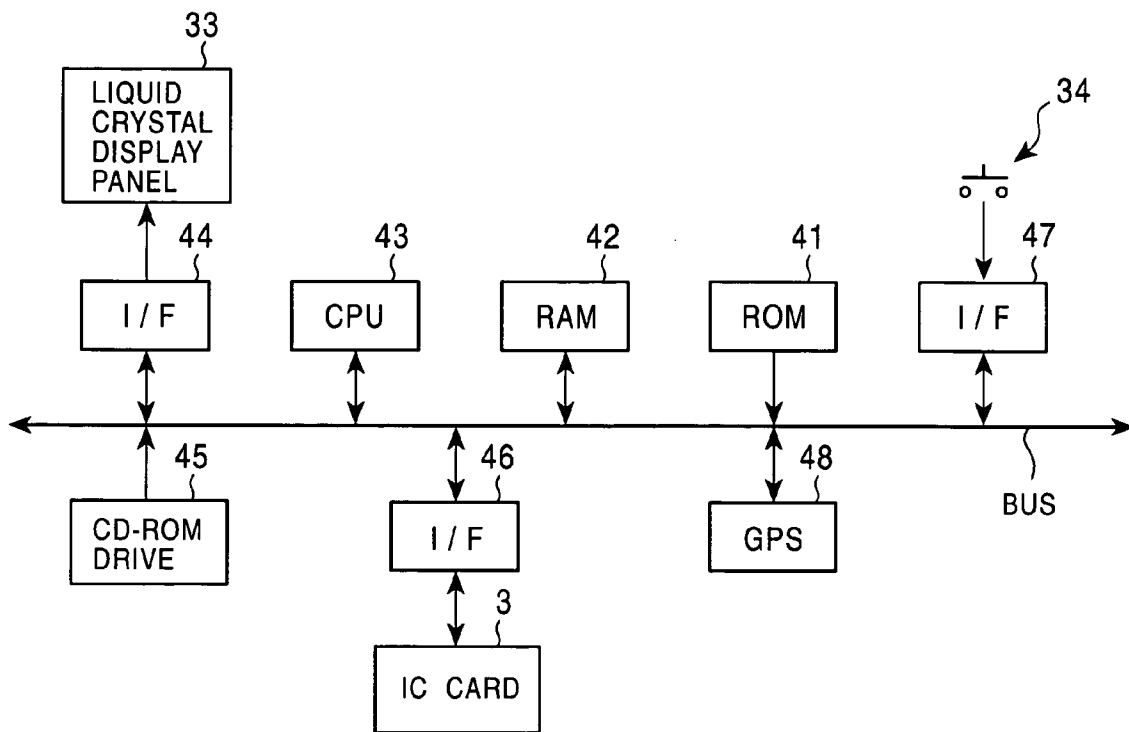 33
LIQUID
CRYSTAL
DISPLAY
PANEL
34
44
43
42
41
47
I / F
CPU
RAM
ROM
I / F
45
46
48
BUS
CD-ROM
DRIVE
I / F
GPS
3
IC CARD